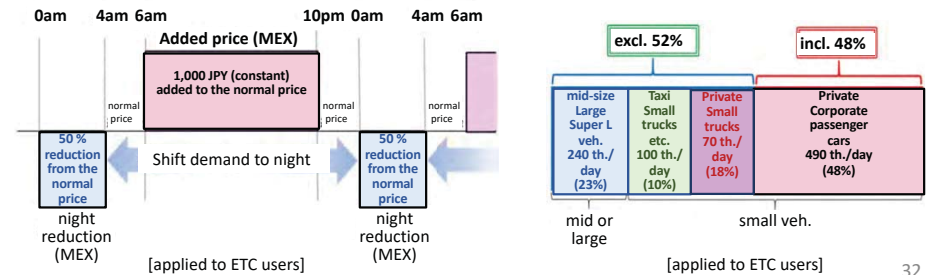 0am 4am 6am 10pm 0am 4am 6am
Added price (MEX)
1,000 JPY (constant)
added to the normal price
normal
price
normal
price
normal
price
50 %
reduction
from the
normal
price
Shift demand to night
50 %
reduction
from the
normal
price
night
reduction
(MEX)
night
reduction
(MEX)
[applied to ETC users]
excl. 52%
incl. 48%
mid-size
Large
Super L
veh.
240 th./
day
(23%)
Taxi
Small
trucks
etc.
100 th./
day
(10%)
Private
Small
trucks
70 th./
day
(18%)
Private
Corporate
passenger
cars
490 th./day
(48%)
mid or
large
small veh.
[applied to ETC users]
32